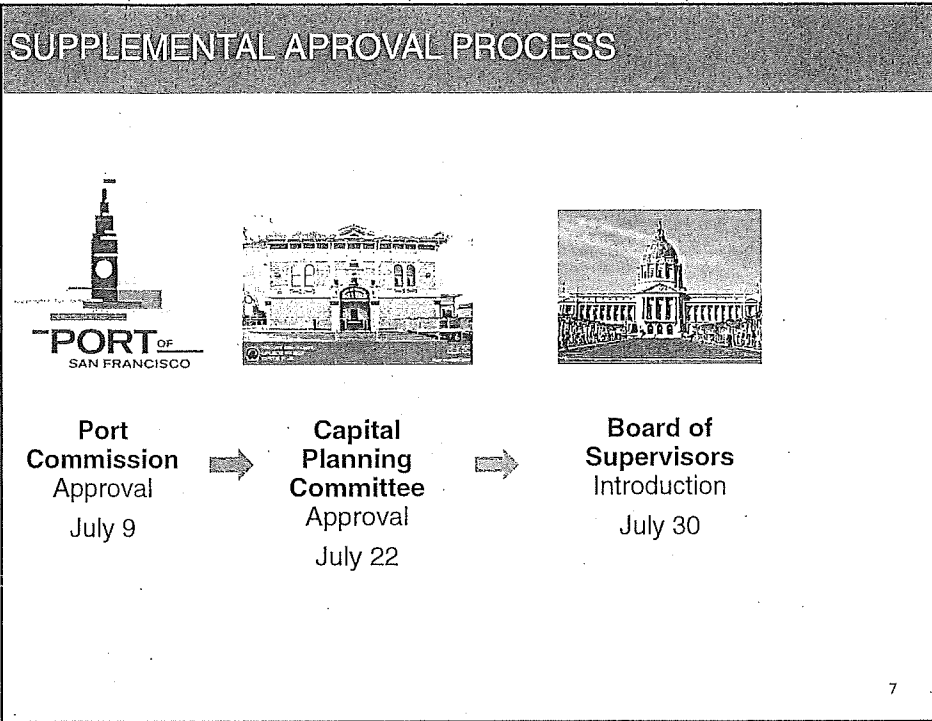 SUPPLEMENTAL APROVAL PROCESS
PORT OF
SAN FRANCISCO
Port
Commission
Approval
July 9
Capital
Planning
Committee
Approval
July 22
Board of
Supervisors
Introduction
July 30
7